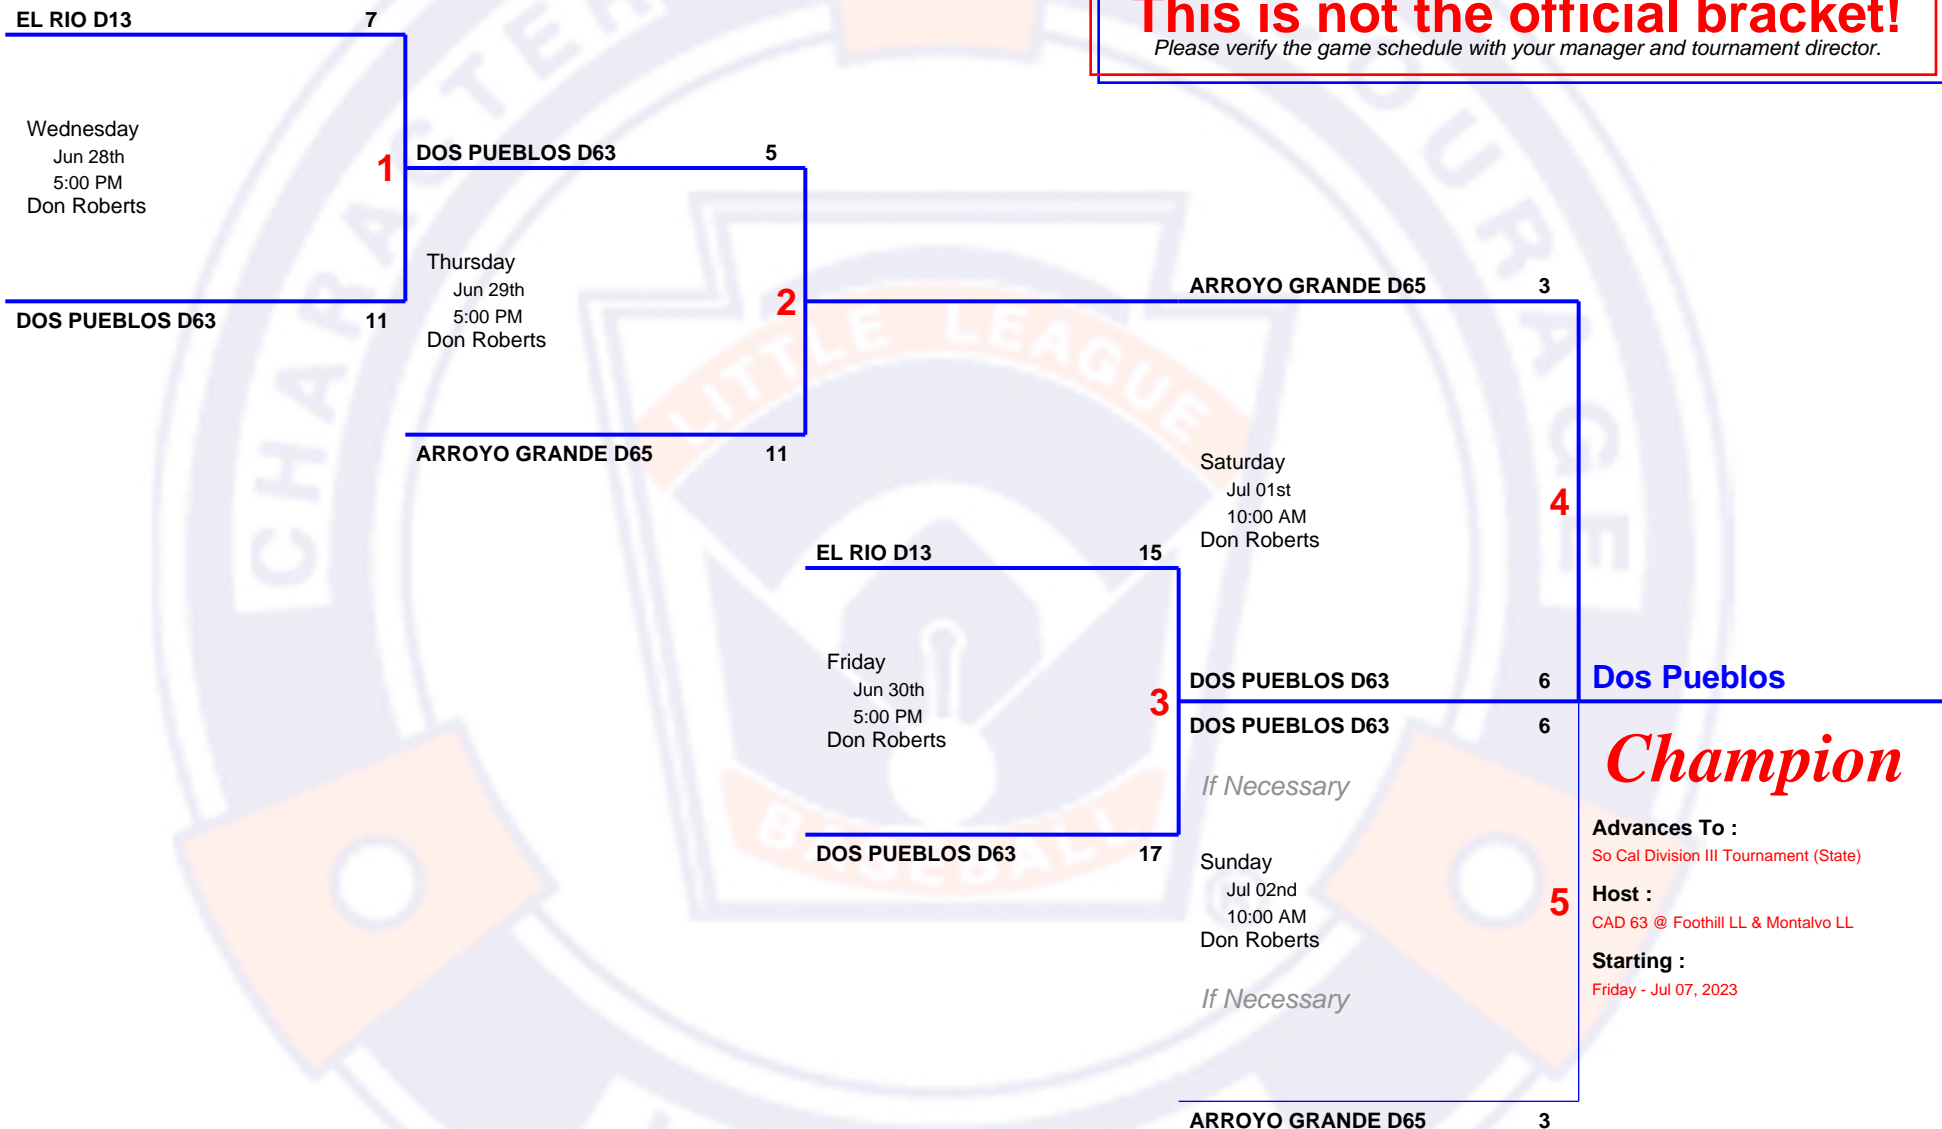 This is not the official bracket!
Please verify the game schedule with your manager and tournament director.
EL RIO D13 7
Wednesday
Jun 28th
5:00 PM
Don Roberts
1
DOS PUEBLOS D63 11
DOS PUEBLOS D63 5
Thursday
Jun 29th
5:00 PM
Don Roberts
2
ARROYO GRANDE D65 11
EL RIO D13 15
Friday
Jun 30th
5:00 PM
Don Roberts
3
DOS PUEBLOS D63 17
ARROYO GRANDE D65 3
Saturday
Jul 01st
10:00 AM
Don Roberts
4
DOS PUEBLOS D63 6
DOS PUEBLOS D63 6
If Necessary
Sunday
Jul 02nd
10:00 AM
Don Roberts
5
If Necessary
ARROYO GRANDE D65 3
Dos Pueblos
Champion
Advances To :
So Cal Division III Tournament (State)
Host :
CAD 63 @ Foothill LL & Montalvo LL
Starting :
Friday - Jul 07, 2023
LITTLE LEAGUE
BASEBALL
®